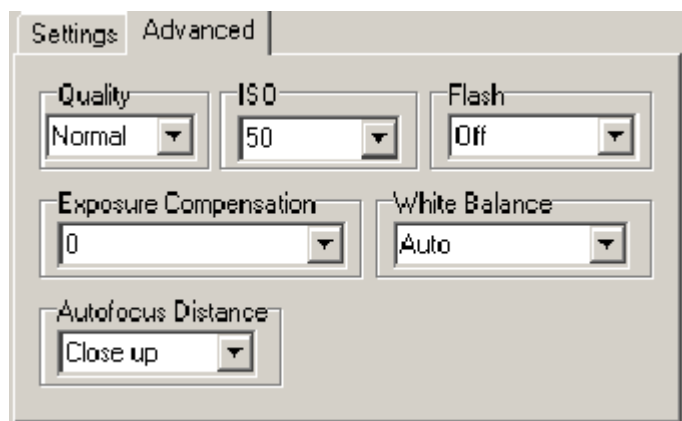 Settings Advanced
Quality ISO Flash
Normal 50 Off
Exposure Compensation White Balance
0 Auto
Autofocus Distance
Close up